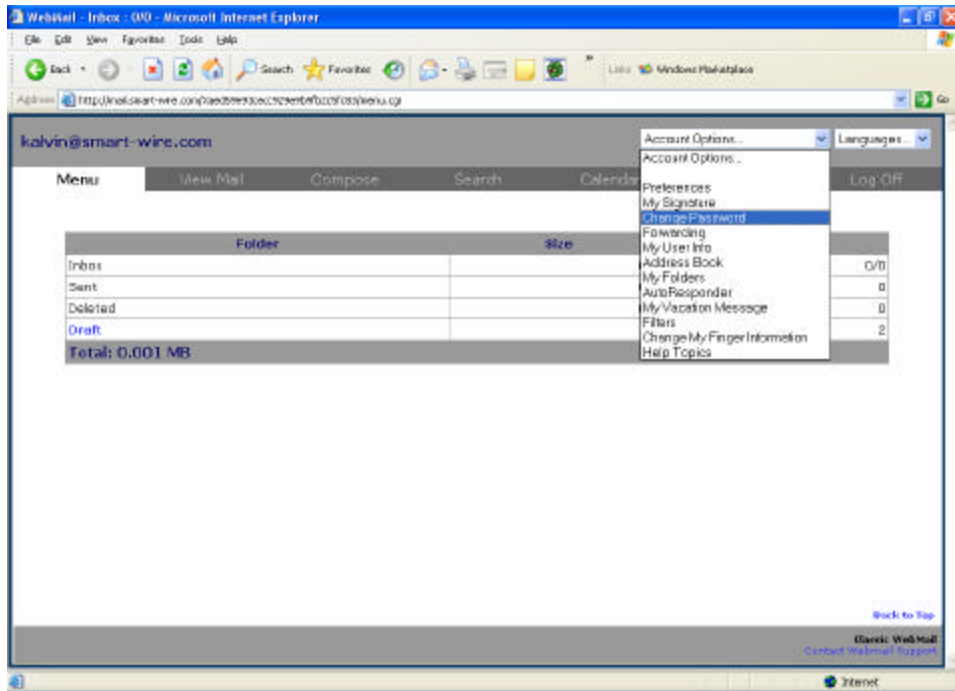 WebMail - Inbox : 0/0 - Microsoft Internet Explorer
File Edit View Favorites Tools Help
Back Search Favorites Links Windows Marketplace
Address Go
kalvin@smart-wire.com
Account Options... Languages...
Menu View Mail Compose Search Calendar Log Off
Account Options...
Preferences
My Signature
Change Password
Fowarding
My User Info
Address Book
My Folders
AutoResponder
My Vacation Message
Filters
Change My Finger Information
Help Topics
Folder Size
Inbox 0/0
Sent 0
Deleted 0
Draft 2
Total: 0.001 MB
Back to Top
Classic WebMail
Contact Webmail Support
Internet